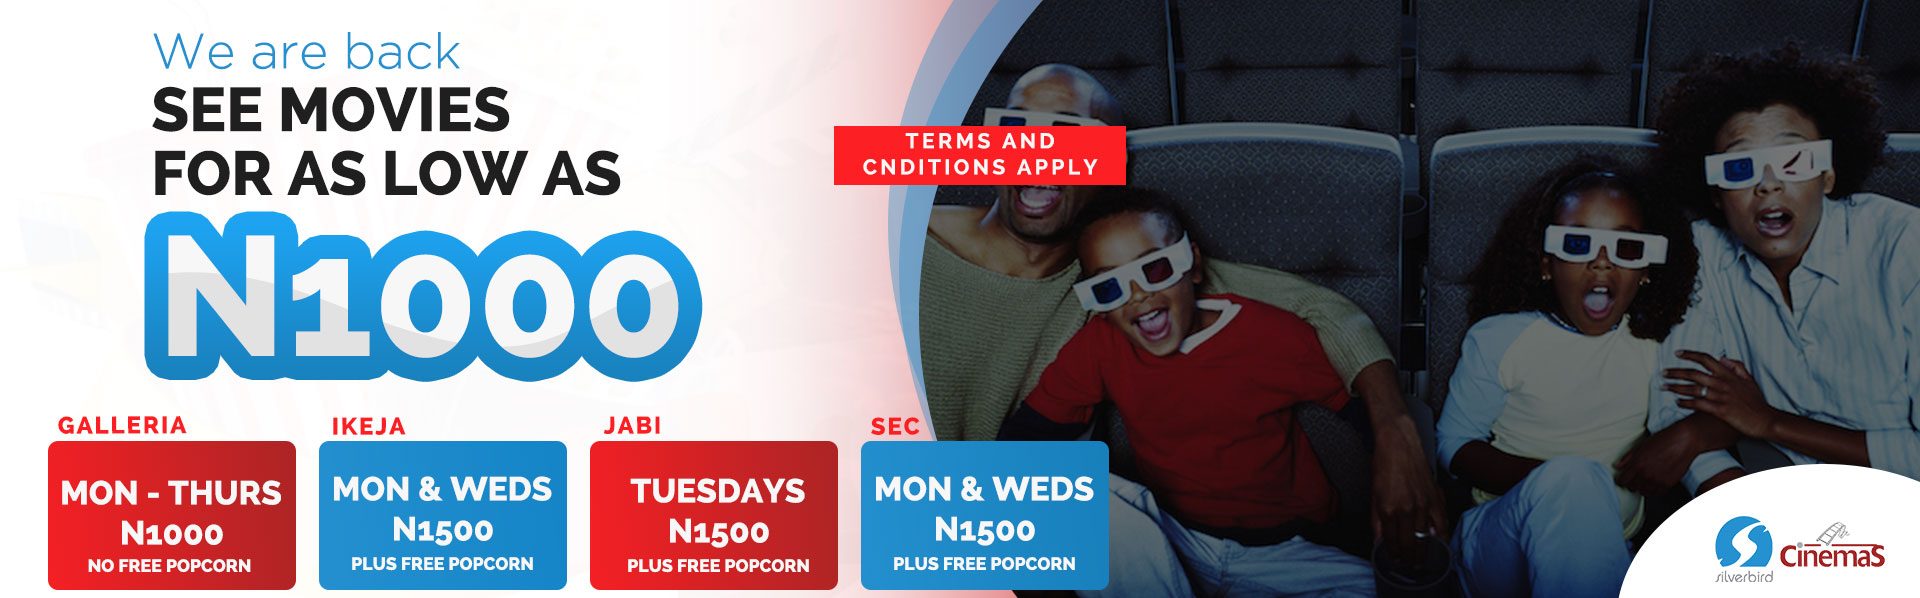 We are back
SEE MOVIES
FOR AS LOW AS
N1000
TERMS AND
CNDITIONS APPLY
GALLERIA
MON - THURS
N1000
NO FREE POPCORN
IKEJA
MON & WEDS
N1500
PLUS FREE POPCORN
JABI
TUESDAYS
N1500
PLUS FREE POPCORN
SEC
MON & WEDS
N1500
PLUS FREE POPCORN
silverbird
CinemaS